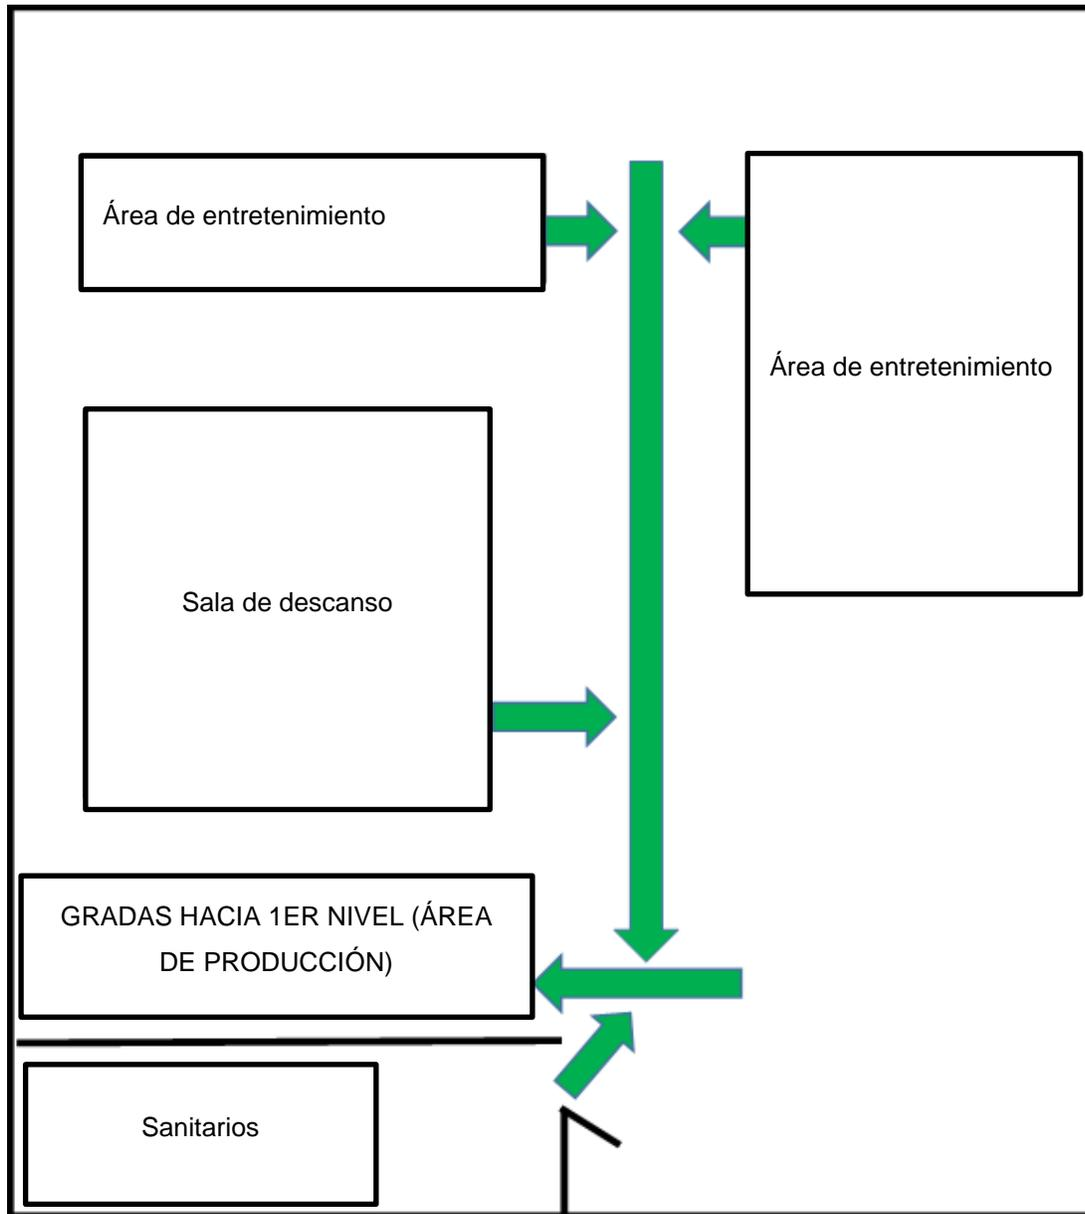 Área de entretenimiento
Área de entretenimiento
Sala de descanso
GRADAS HACIA 1ER NIVEL (ÁREA
DE PRODUCCIÓN)
Sanitarios